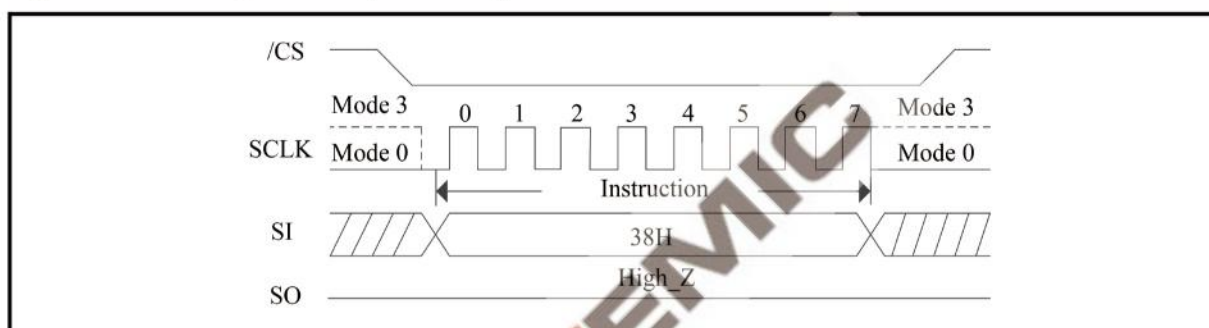 /CS
Mode 3 0 1 2 3 4 5 6 7 Mode 3
SCLK Mode 0 Mode 0
Instruction
SI 38H
High_Z
SO
EMIC